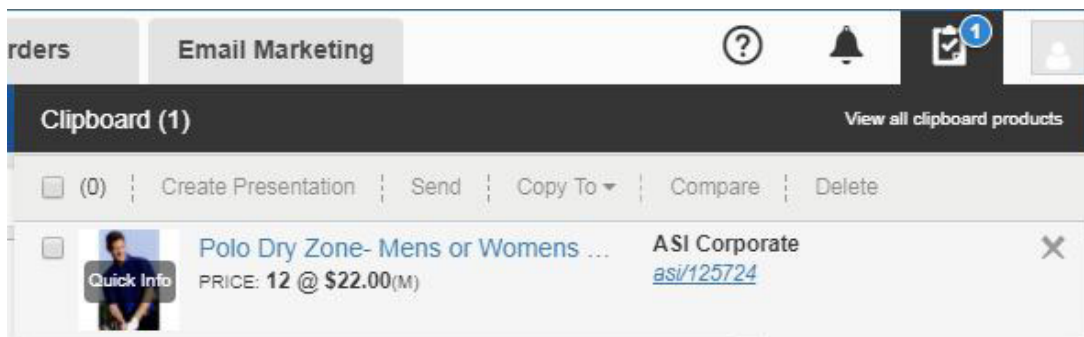 rders Email Marketing 1
Clipboard (1) View all clipboard products
(0) Create Presentation Send Copy To Compare Delete
Polo Dry Zone- Mens or Womens ... ASI Corporate
Quick Info PRICE: 12 @ $22.00(M) asi/125724